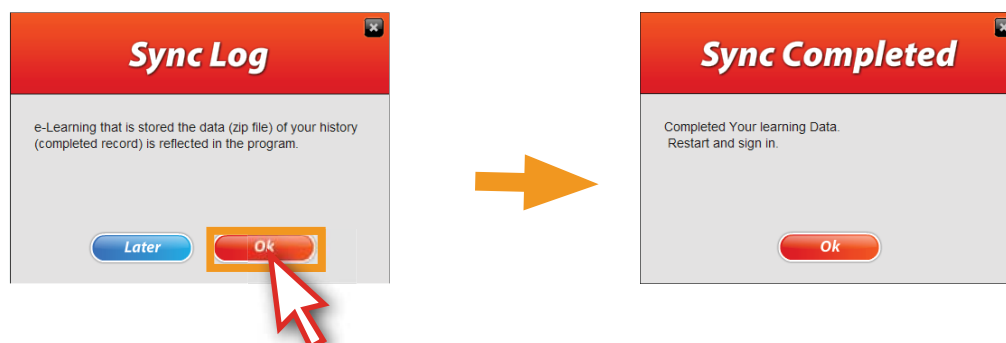 Sync Log
e-Learning that is stored the data (zip file) of your history
(completed record) is reflected in the program.
Later
Ok
Sync Completed
Completed Your learning Data.
Restart and sign in.
Ok